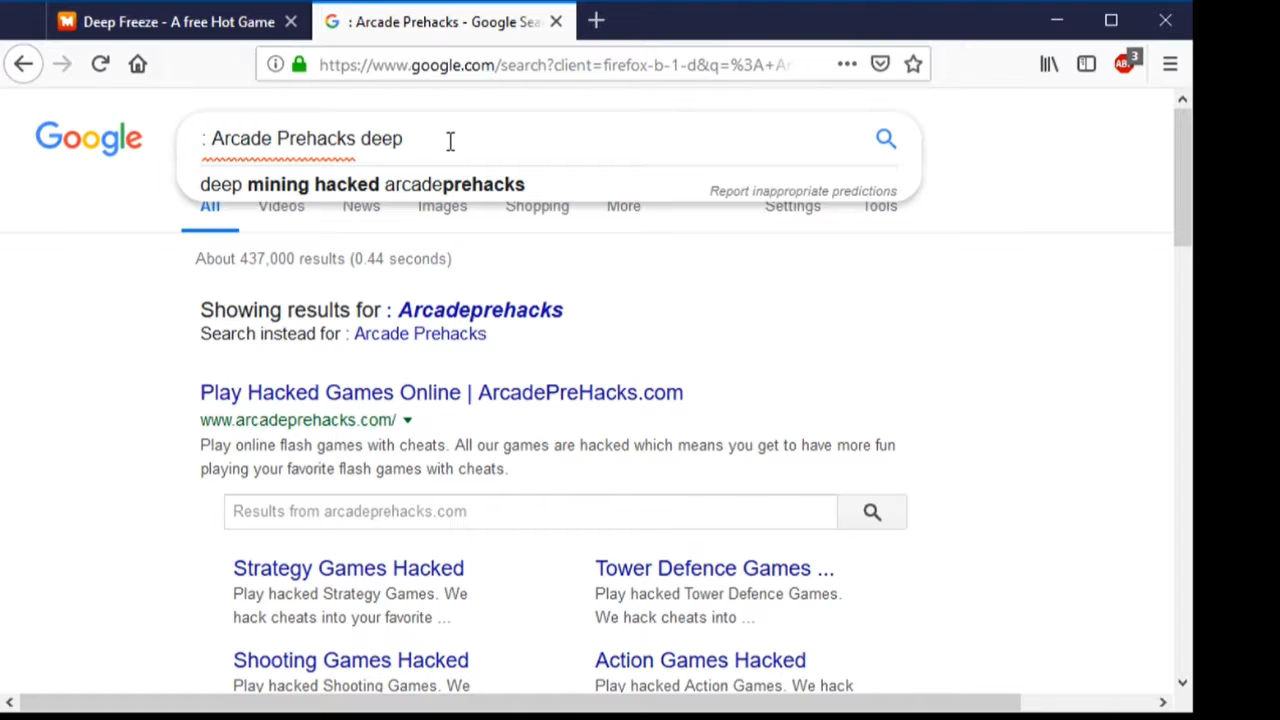 Deep Freeze - A free Hot Game
: Arcade Prehacks - Google Sea
https://www.google.com/search?client=firefox-b-1-d&q=%3A+Ar
ABP 3
Google
: Arcade Prehacks deep
deep mining hacked arcadeprehacks
Report inappropriate predictions
All Videos News Images Shopping More Settings Tools
About 437,000 results (0.44 seconds)
Showing results for : Arcadeprehacks
Search instead for : Arcade Prehacks
Play Hacked Games Online | ArcadePreHacks.com
www.arcadeprehacks.com/
Play online flash games with cheats. All our games are hacked which means you get to have more fun
playing your favorite flash games with cheats.
Results from arcadeprehacks.com
Strategy Games Hacked
Play hacked Strategy Games. We
hack cheats into your favorite ...
Tower Defence Games ...
Play hacked Tower Defence Games.
We hack cheats into ...
Shooting Games Hacked
Play hacked Shooting Games. We
Action Games Hacked
Play hacked Action Games. We hack